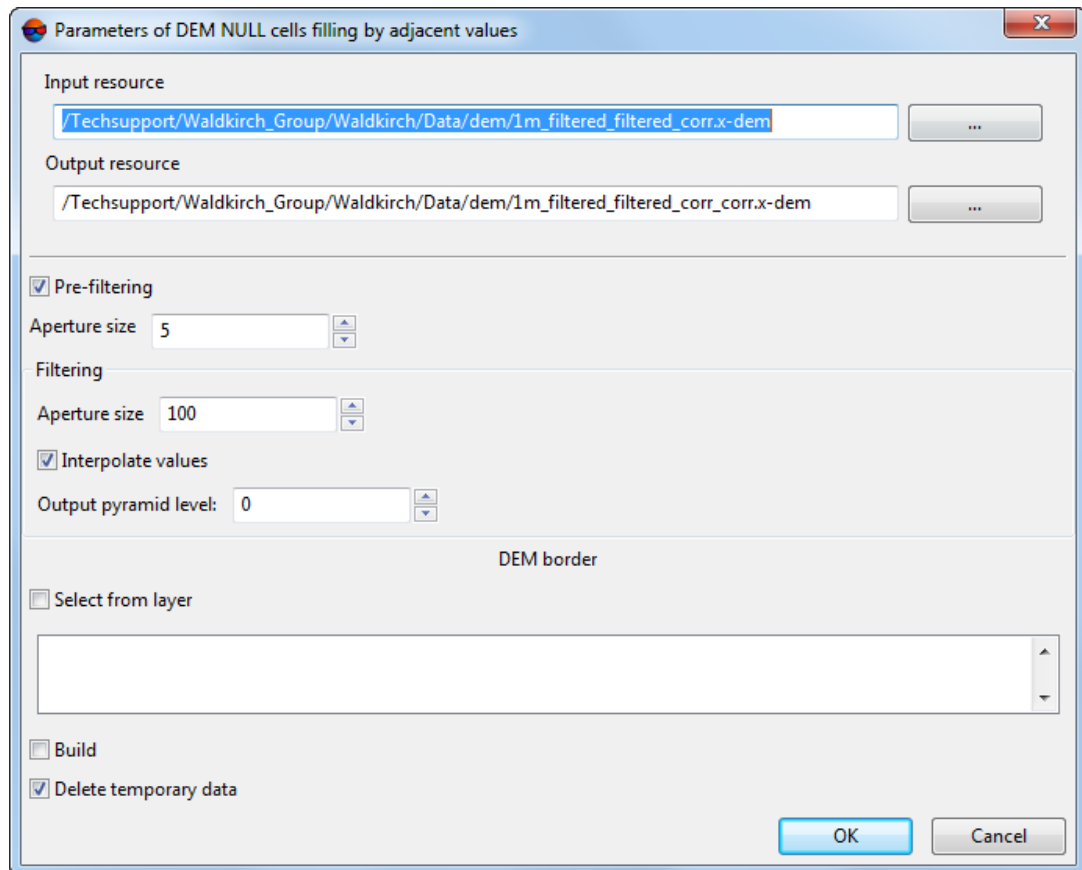 Parameters of DEM NULL cells filling by adjacent values
Input resource
/Techsupport/Waldkirch_Group/Waldkirch/Data/dem/1m_filtered_filtered_corr.x-dem
...
Output resource
/Techsupport/Waldkirch_Group/Waldkirch/Data/dem/1m_filtered_filtered_corr_corr.x-dem
...
Pre-filtering
Aperture size 5
Filtering
Aperture size 100
Interpolate values
Output pyramid level: 0
DEM border
Select from layer
Build
Delete temporary data
OK Cancel